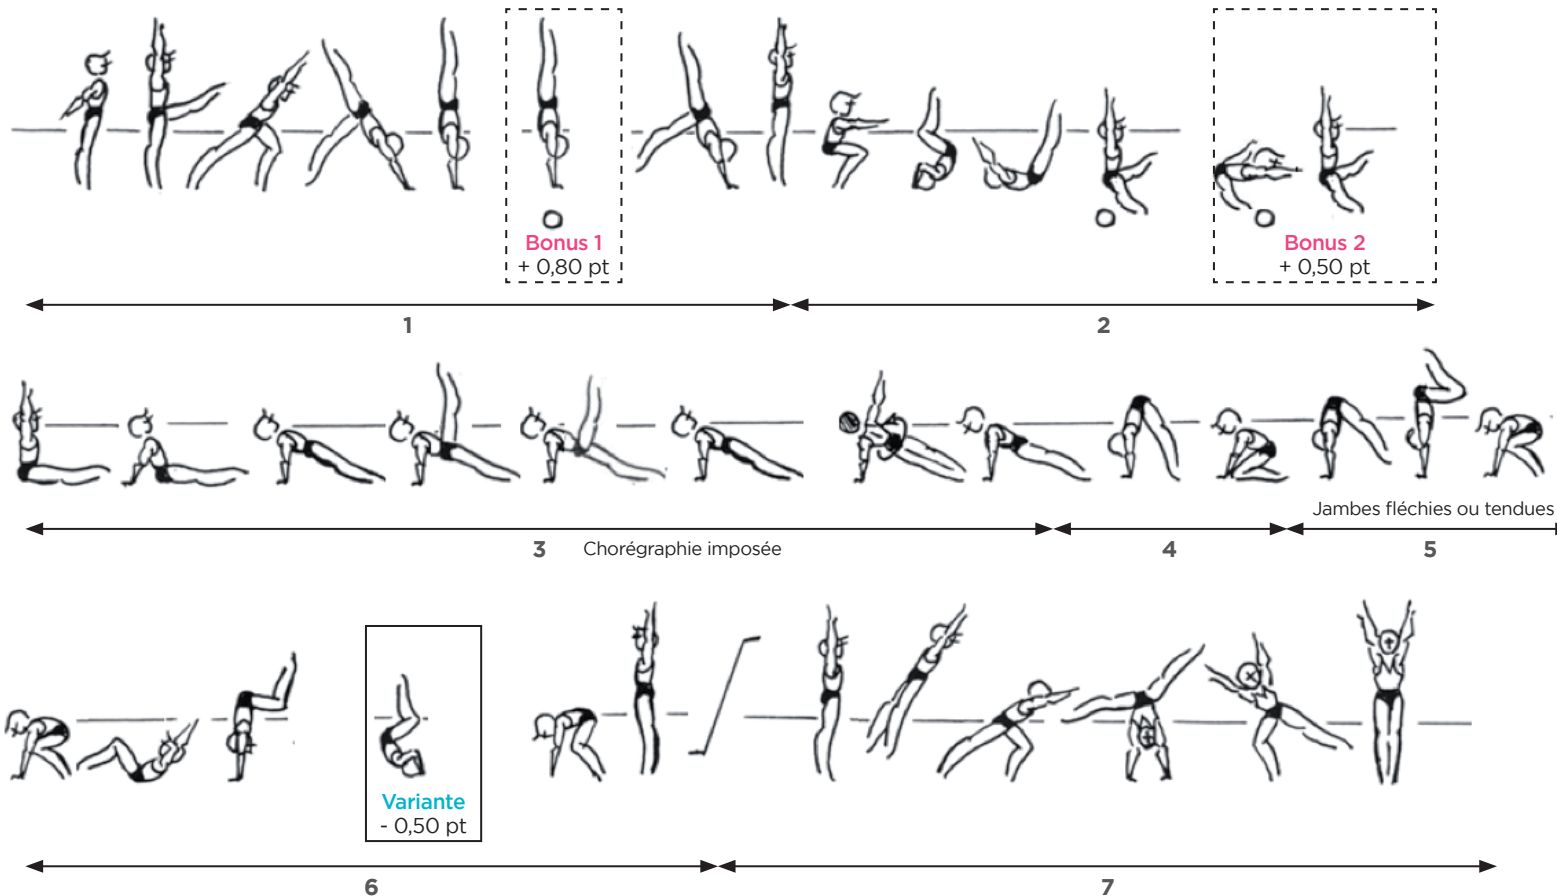 Bonus 1
+ 0,80 pt
Bonus 2
+ 0,50 pt
1
2
Jambes fléchies ou tendues
3 Chorégraphie imposée
4
5
Variante
- 0,50 pt
6
7